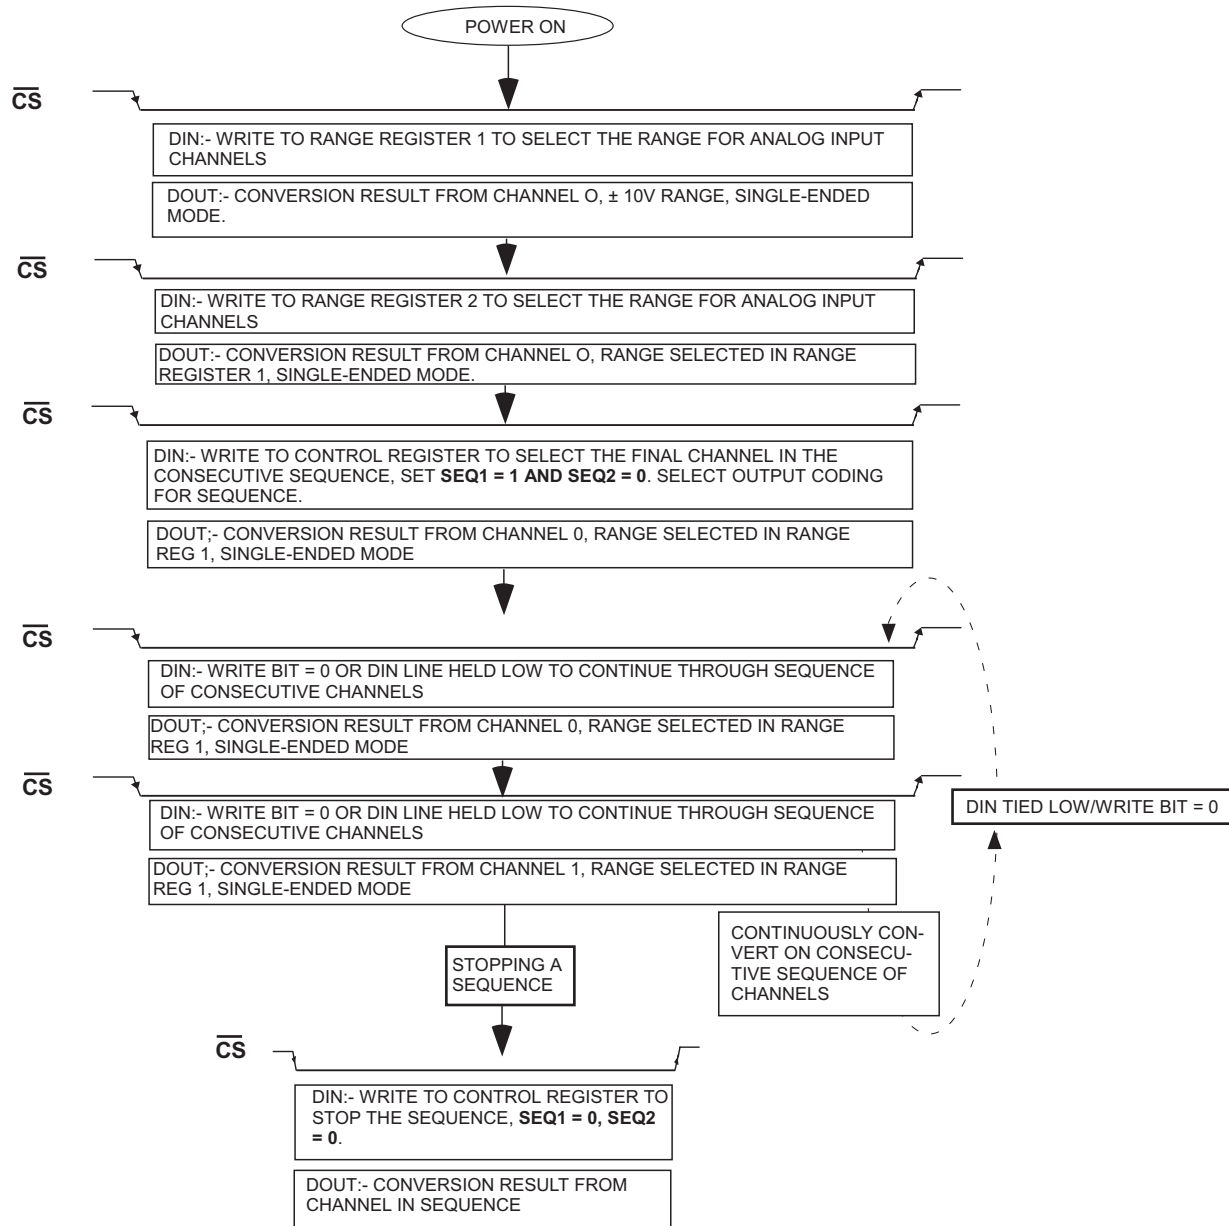 POWER ON
CS
DIN:- WRITE TO RANGE REGISTER 1 TO SELECT THE RANGE FOR ANALOG INPUT
CHANNELS
DOUT:- CONVERSION RESULT FROM CHANNEL O, ± 10V RANGE, SINGLE-ENDED
MODE.
CS
DIN:- WRITE TO RANGE REGISTER 2 TO SELECT THE RANGE FOR ANALOG INPUT
CHANNELS
DOUT:- CONVERSION RESULT FROM CHANNEL O, RANGE SELECTED IN RANGE
REGISTER 1, SINGLE-ENDED MODE.
CS
DIN:- WRITE TO CONTROL REGISTER TO SELECT THE FINAL CHANNEL IN THE
CONSECUTIVE SEQUENCE, SET SEQ1 = 1 AND SEQ2 = 0. SELECT OUTPUT CODING
FOR SEQUENCE.
DOUT;- CONVERSION RESULT FROM CHANNEL 0, RANGE SELECTED IN RANGE
REG 1, SINGLE-ENDED MODE
CS
DIN:- WRITE BIT = 0 OR DIN LINE HELD LOW TO CONTINUE THROUGH SEQUENCE
OF CONSECUTIVE CHANNELS
DOUT;- CONVERSION RESULT FROM CHANNEL 0, RANGE SELECTED IN RANGE
REG 1, SINGLE-ENDED MODE
CS
DIN:- WRITE BIT = 0 OR DIN LINE HELD LOW TO CONTINUE THROUGH SEQUENCE
OF CONSECUTIVE CHANNELS
DIN TIED LOW/WRITE BIT = 0
DOUT;- CONVERSION RESULT FROM CHANNEL 1, RANGE SELECTED IN RANGE
REG 1, SINGLE-ENDED MODE
CONTINUOUSLY CON-
VERT ON CONSECU-
TIVE SEQUENCE OF
CHANNELS
STOPPING A
SEQUENCE
CS
DIN:- WRITE TO CONTROL REGISTER TO
STOP THE SEQUENCE, SEQ1 = 0, SEQ2
= 0.
DOUT:- CONVERSION RESULT FROM
CHANNEL IN SEQUENCE